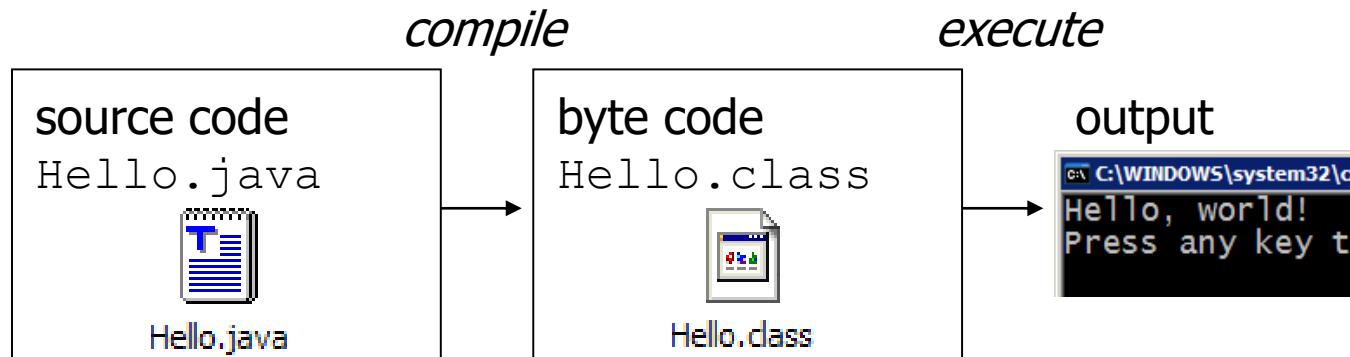 compile execute
source code
Hello.java
Hello.java
byte code
Hello.class
Hello.class
output
C:\WINDOWS\system32\c
Hello, world!
Press any key t